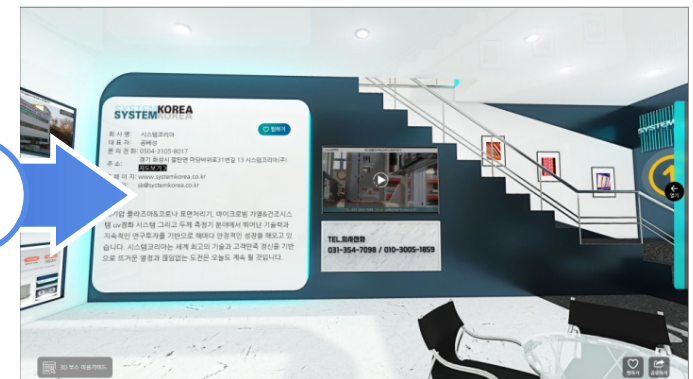 SYSTEMKOREA
찜하기
회 사 명: 시스템코리아
대 표 자: 공배성
문의전화: 0504-3105-8017
주 소: 경기 화성시 팔탄면 마당바위로31번길 13 시스템코리아(주)
지도보기
www.systemkorea.co.kr
sk@systemkorea.co.kr
플라즈마&코로나 표면처리기, 마이크로빔 가열&건조시스
템 uv경화 시스템 그리고 두께 측정기 분야에서 뛰어난 기술력과
지속적인 연구투자를 기반으로 해마다 안정적인 성장을 해오고 있
습니다. 시스템코리아는 세계 최고의 기술과 고객만족 정신을 기반
으로 뜨거운 열정과 끊임없는 도전은 오늘도 계속 될 것입니다.
TEL.회사전화
031-354-7098 / 010-3005-1859
SYSTEM
1
열기
3D 부스 이용가이드
찜하기
공유하기